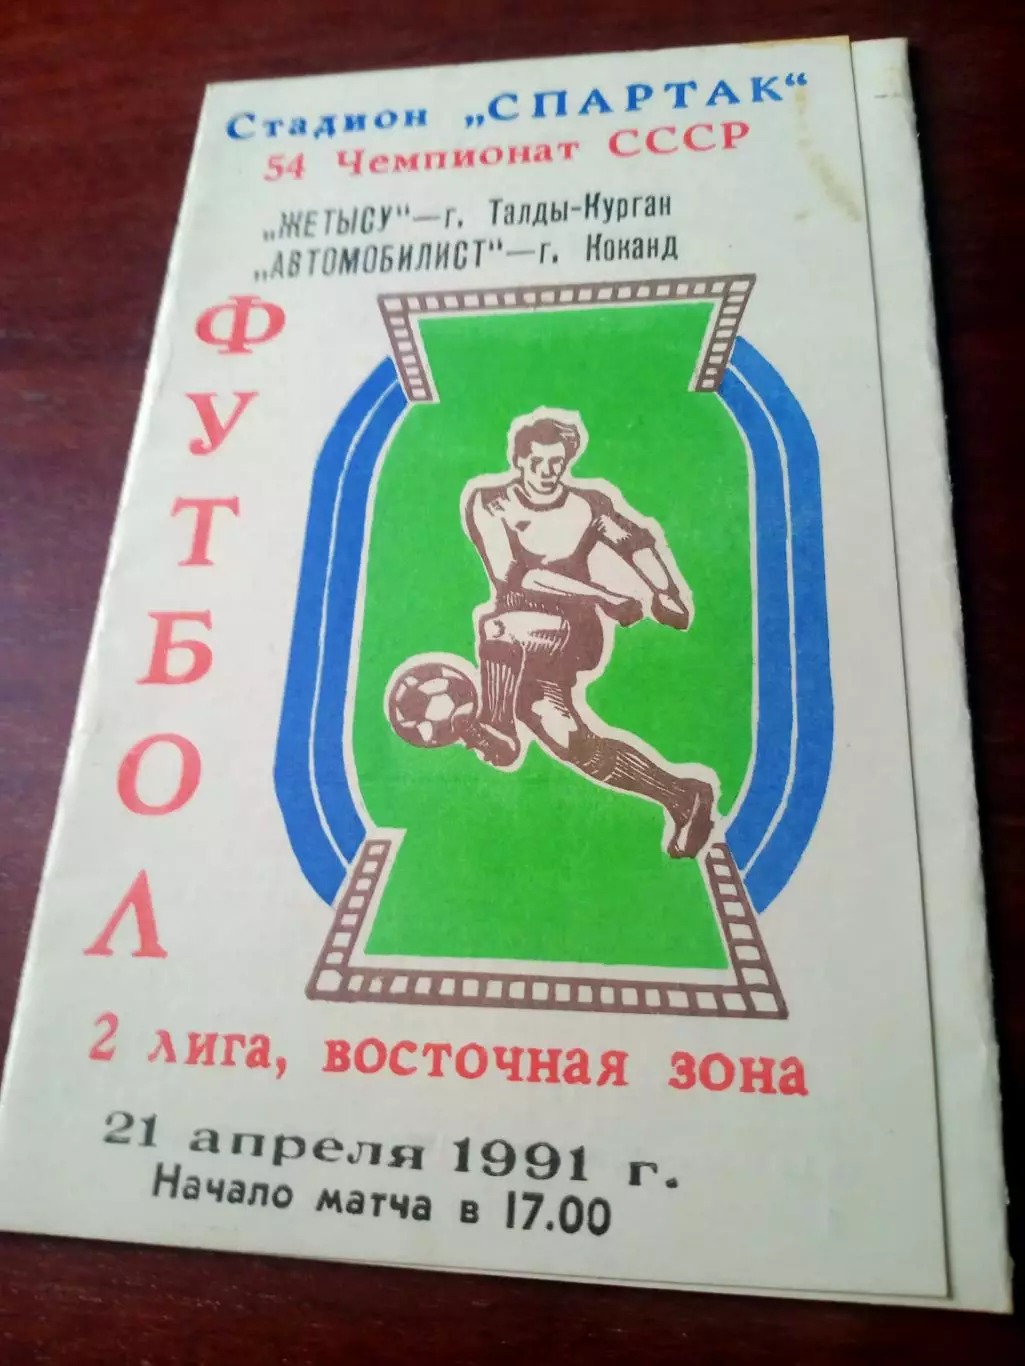 Стадион „СПАРТАК“
54 Чемпионат СССР
„ЖЕТЫСУ“—г. Талды-Курган
„АВТОМОБИЛИСТ“—г. Коканд
ФУТБОЛ
2 лига, восточная зона
21 апреля 1991 г.
Начало матча в 17.00